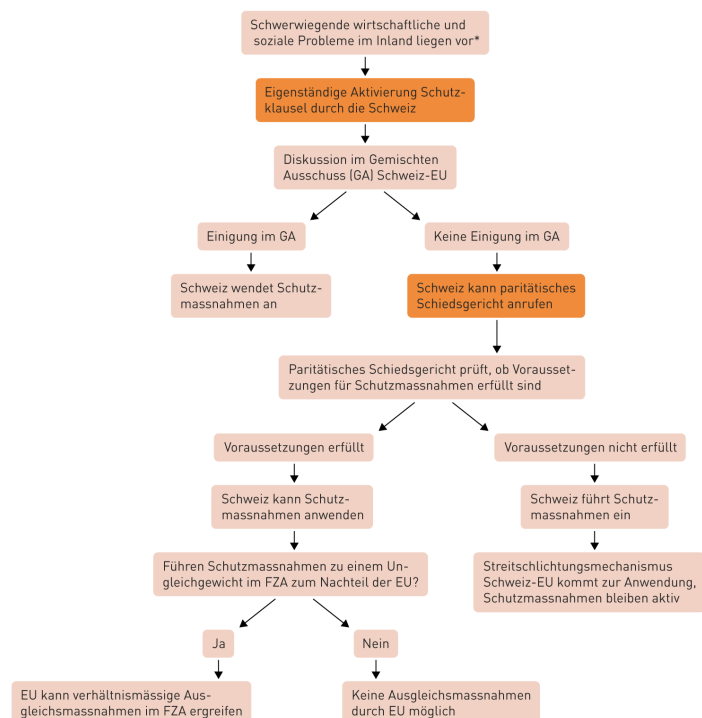 Schwerwiegende wirtschaftliche und
soziale Probleme im Inland liegen vor*
Eigenständige Aktivierung Schutz-
klausel durch die Schweiz
Diskussion im Gemischten
Ausschuss (GA) Schweiz-EU
Einigung im GA
Keine Einigung im GA
Schweiz wendet Schutz-
massnahmen an
Schweiz kann paritätisches
Schiedsgericht anrufen
Paritätisches Schiedsgericht prüft, ob Vorausset-
zungen für Schutzmassnahmen erfüllt sind
Voraussetzungen erfüllt
Voraussetzungen nicht erfüllt
Schweiz kann Schutz-
massnahmen anwenden
Schweiz führt Schutz-
massnahmen ein
Führen Schutzmassnahmen zu einem Un-
gleichgewicht im FZA zum Nachteil der EU?
Streitschlichtungsmechanismus
Schweiz-EU kommt zur Anwendung,
Schutzmassnahmen bleiben aktiv
Ja
Nein
EU kann verhältnismässige Aus-
gleichsmassnahmen im FZA ergreifen
Keine Ausgleichsmassnahmen
durch EU möglich